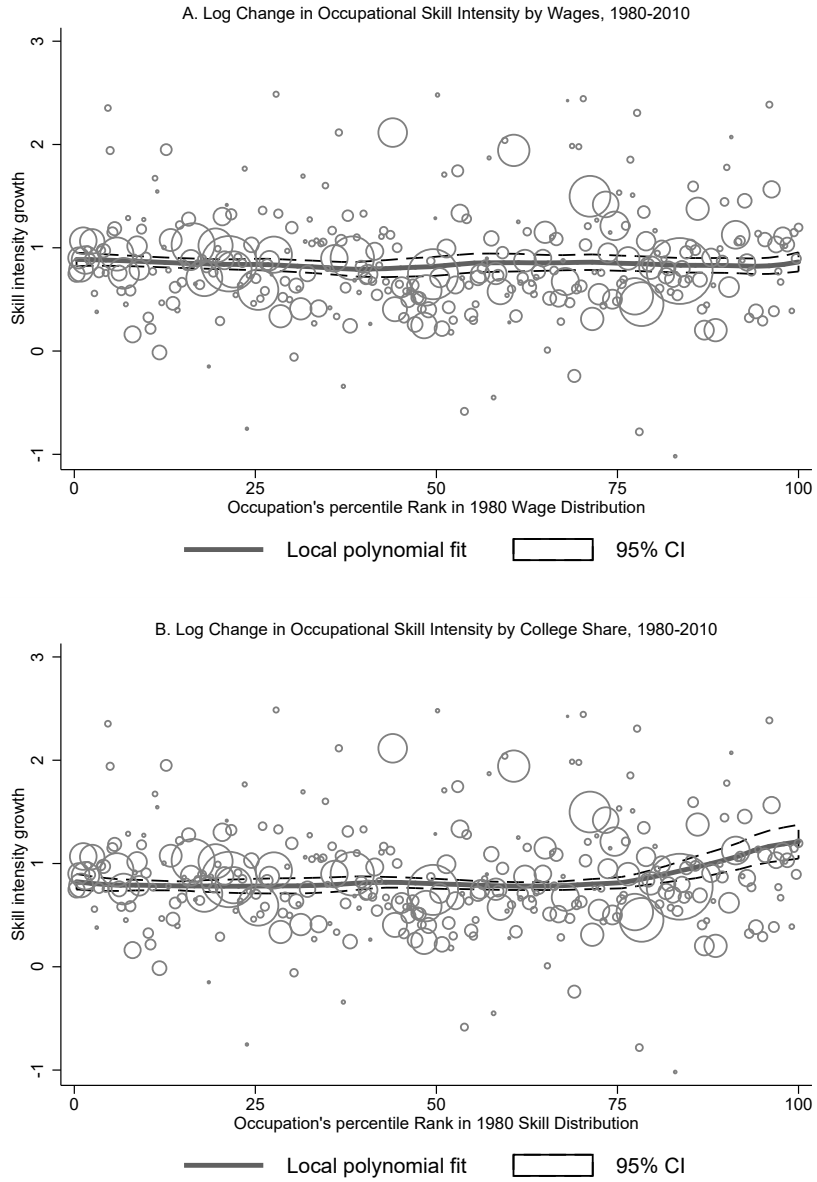 A. Log Change in Occupational Skill Intensity by Wages, 1980-2010
3
2
1
0
-1
Skill intensity growth
0 25 50 75 100
Occupation's percentile Rank in 1980 Wage Distribution
Local polynomial fit 95% CI
B. Log Change in Occupational Skill Intensity by College Share, 1980-2010
3
2
1
0
-1
Skill intensity growth
0 25 50 75 100
Occupation's percentile Rank in 1980 Skill Distribution
Local polynomial fit 95% CI